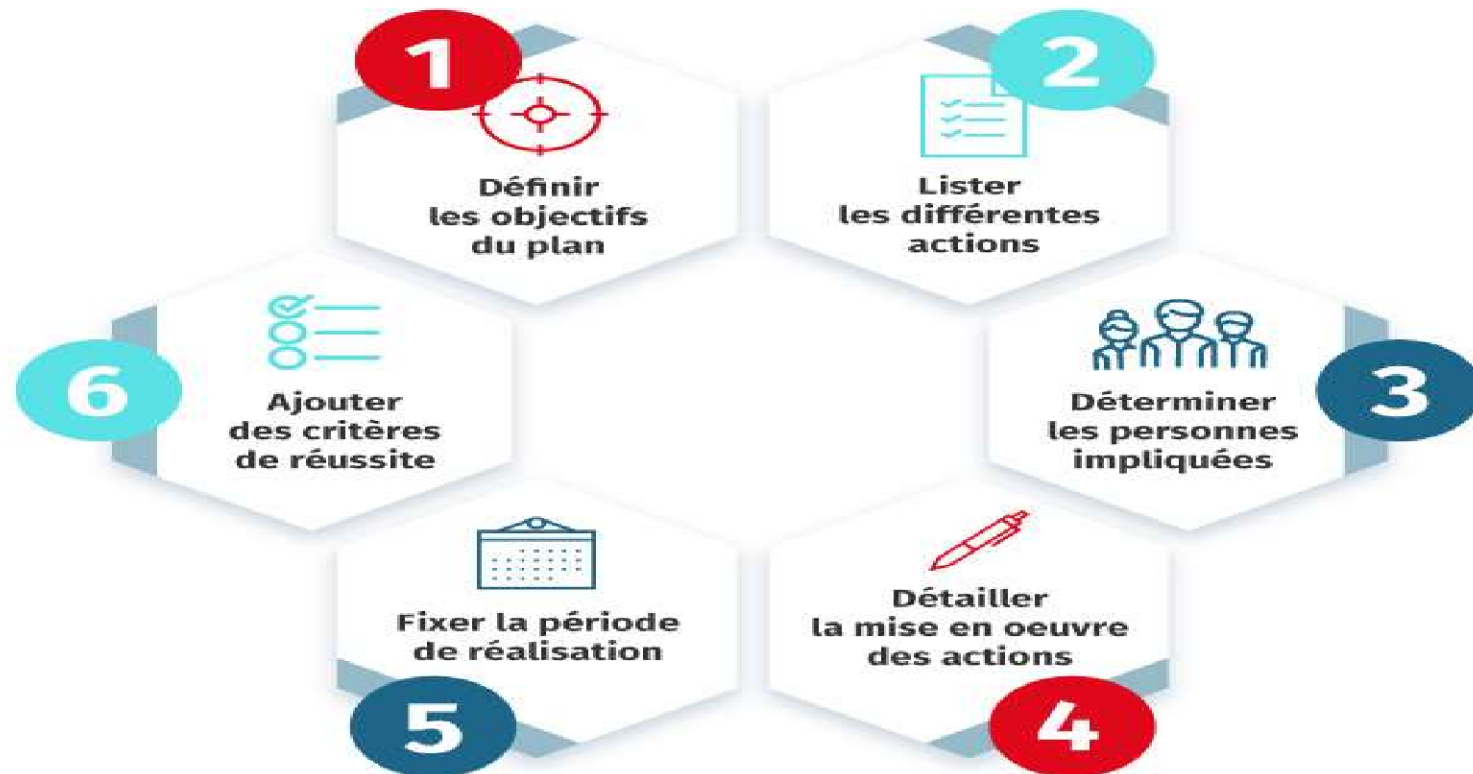 1
Définir
les objectifs
du plan
2
Lister
les différentes
actions
3
Déterminer
les personnes
impliquées
4
Détailler
la mise en oeuvre
des actions
5
Fixer la période
de réalisation
6
Ajouter
des critères
de réussite